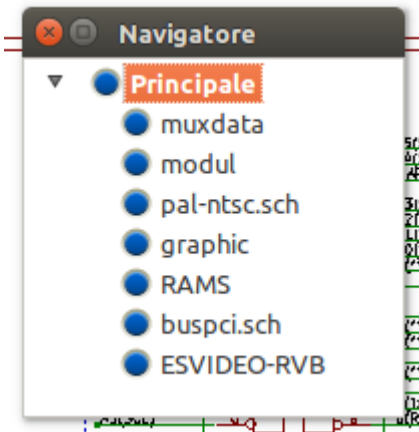 Navigatore
Principale
muxdata
modul
pal-ntsc.sch
graphic
RAMS
buspci.sch
ESVIDEO-RVB